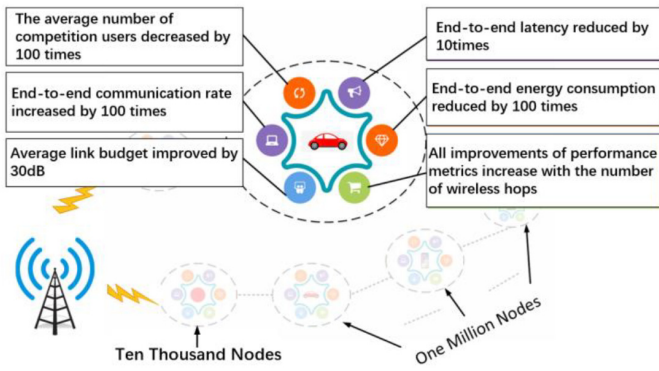 The average number of
competition users decreased by
100 times
End-to-end latency reduced by
10times
End-to-end communication rate
increased by 100 times
End-to-end energy consumption
reduced by 100 times
Average link budget improved by
30dB
All improvements of performance
metrics increase with the number
of wireless hops
Ten Thousand Nodes
One Million Nodes